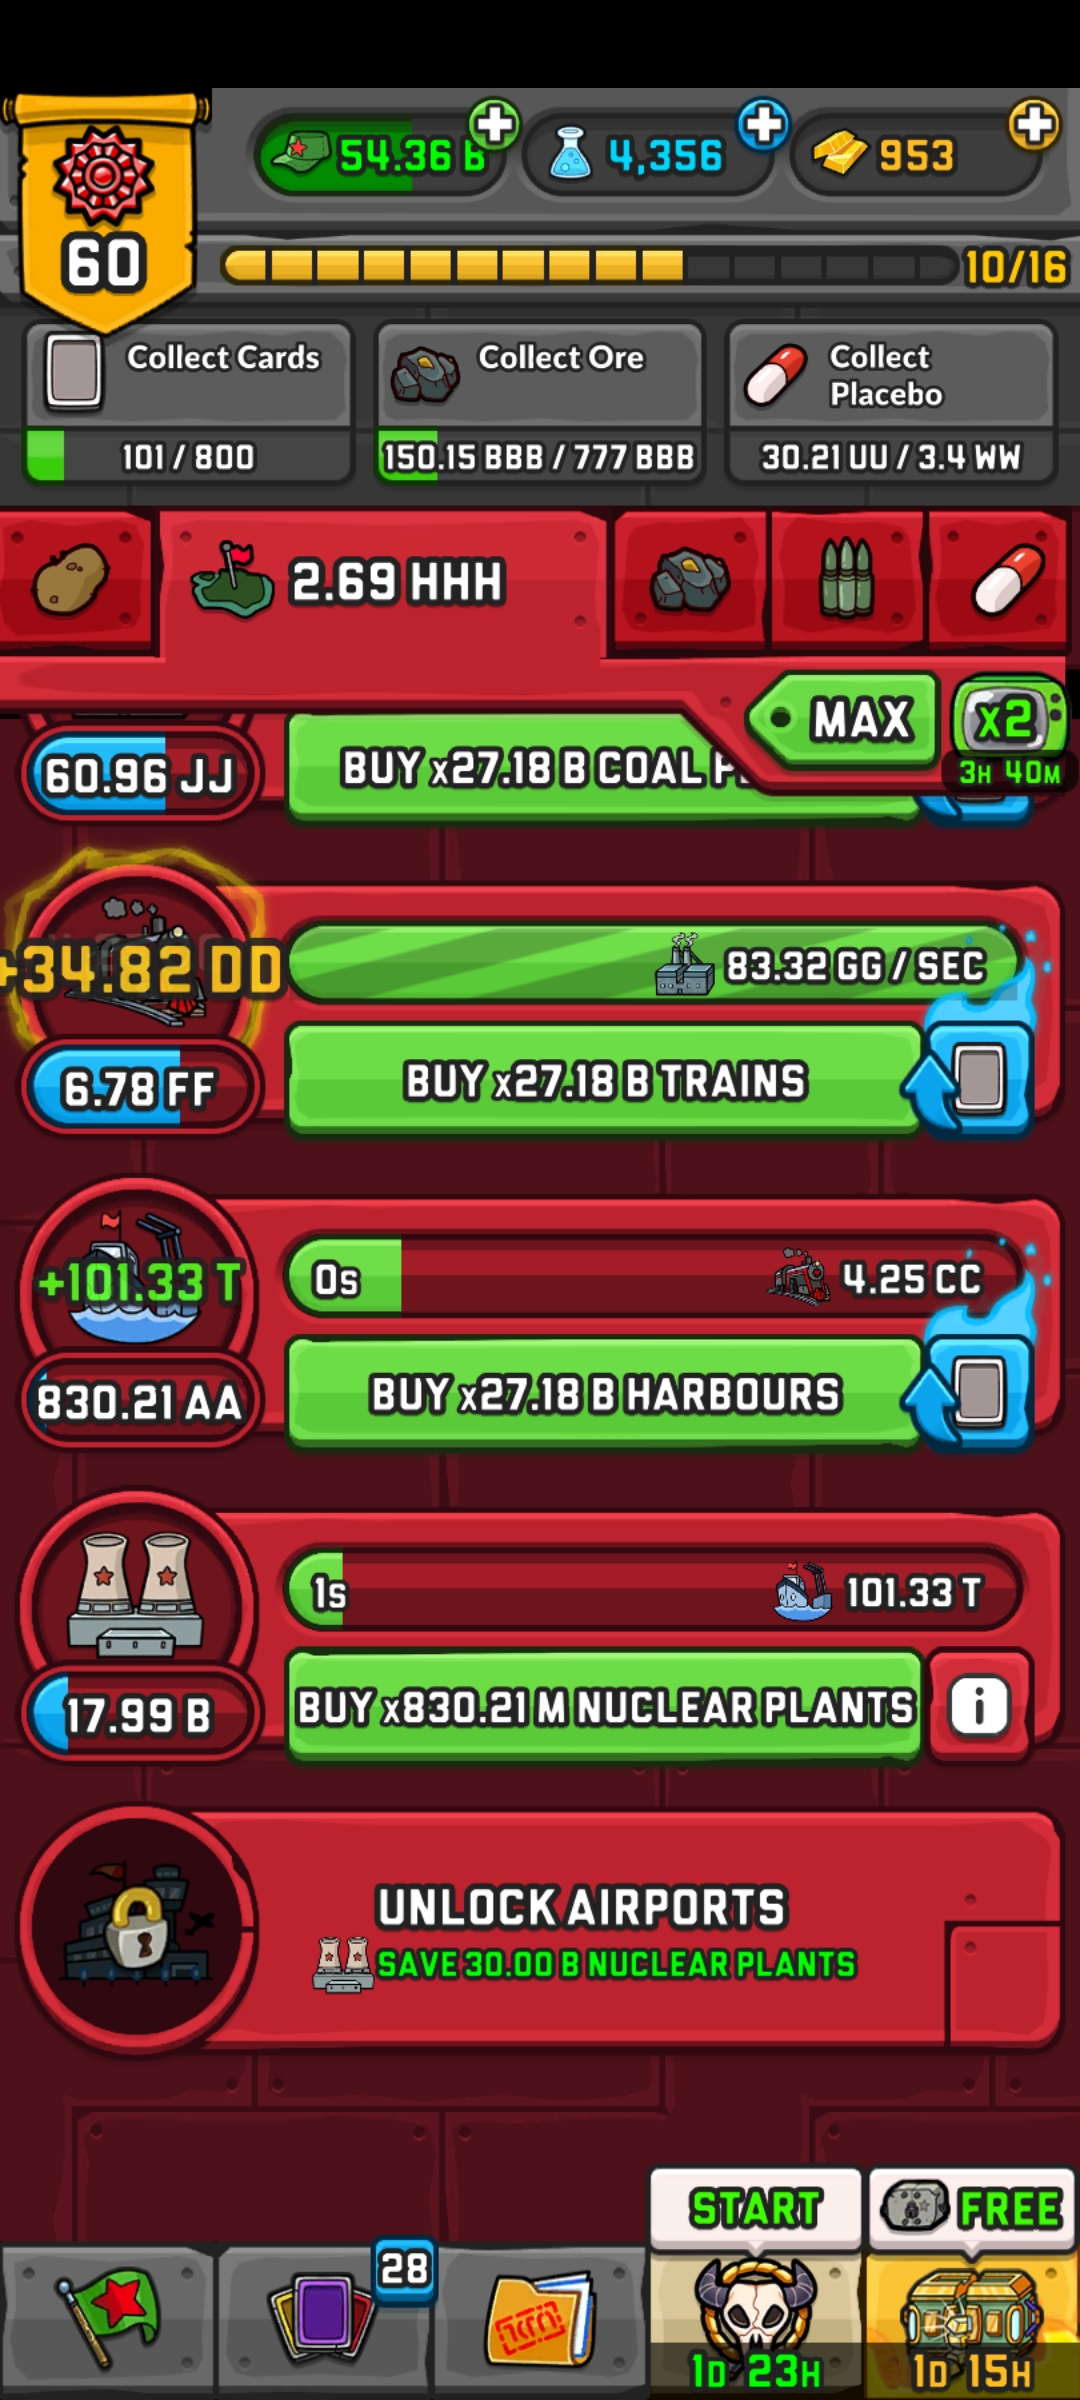 60
54.36 B
4,356
953
10/16
Collect Cards
101 / 800
Collect Ore
150.15 BBB / 777 BBB
Collect
Placebo
30.21 UU / 3.4 WW
2.69 HHH
MAX
x2
3H 40M
60.96 JJ
BUY x27.18 B COAL
+34.82 DD
83.32 GG / SEC
6.78 FF
BUY x27.18 B TRAINS
+101.33 T
0s
4.25 CC
830.21 AA
BUY x27.18 B HARBOURS
1s
101.33 T
17.99 B
BUY x830.21 M NUCLEAR PLANTS
i
UNLOCK AIRPORTS
SAVE 30.00 B NUCLEAR PLANTS
START
FREE
28
1D 23H
1D 15H